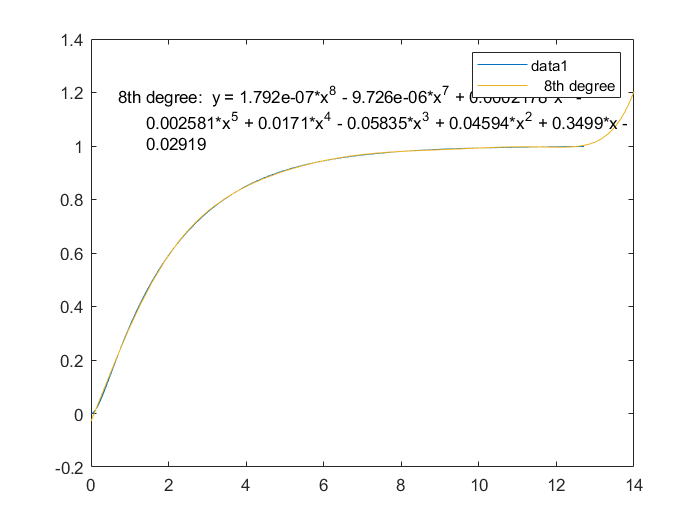 1.4
1.2
1
0.8
0.6
0.4
0.2
0
-0.2
0 2 4 6 8 10 12 14
data1
8th degree
8th degree: y = 1.792e-07*x^8 - 9.726e-06*x^7 +
0.002581*x^5 + 0.0171*x^4 - 0.05835*x^3 + 0.04594*x^2 + 0.3499*x -
0.02919